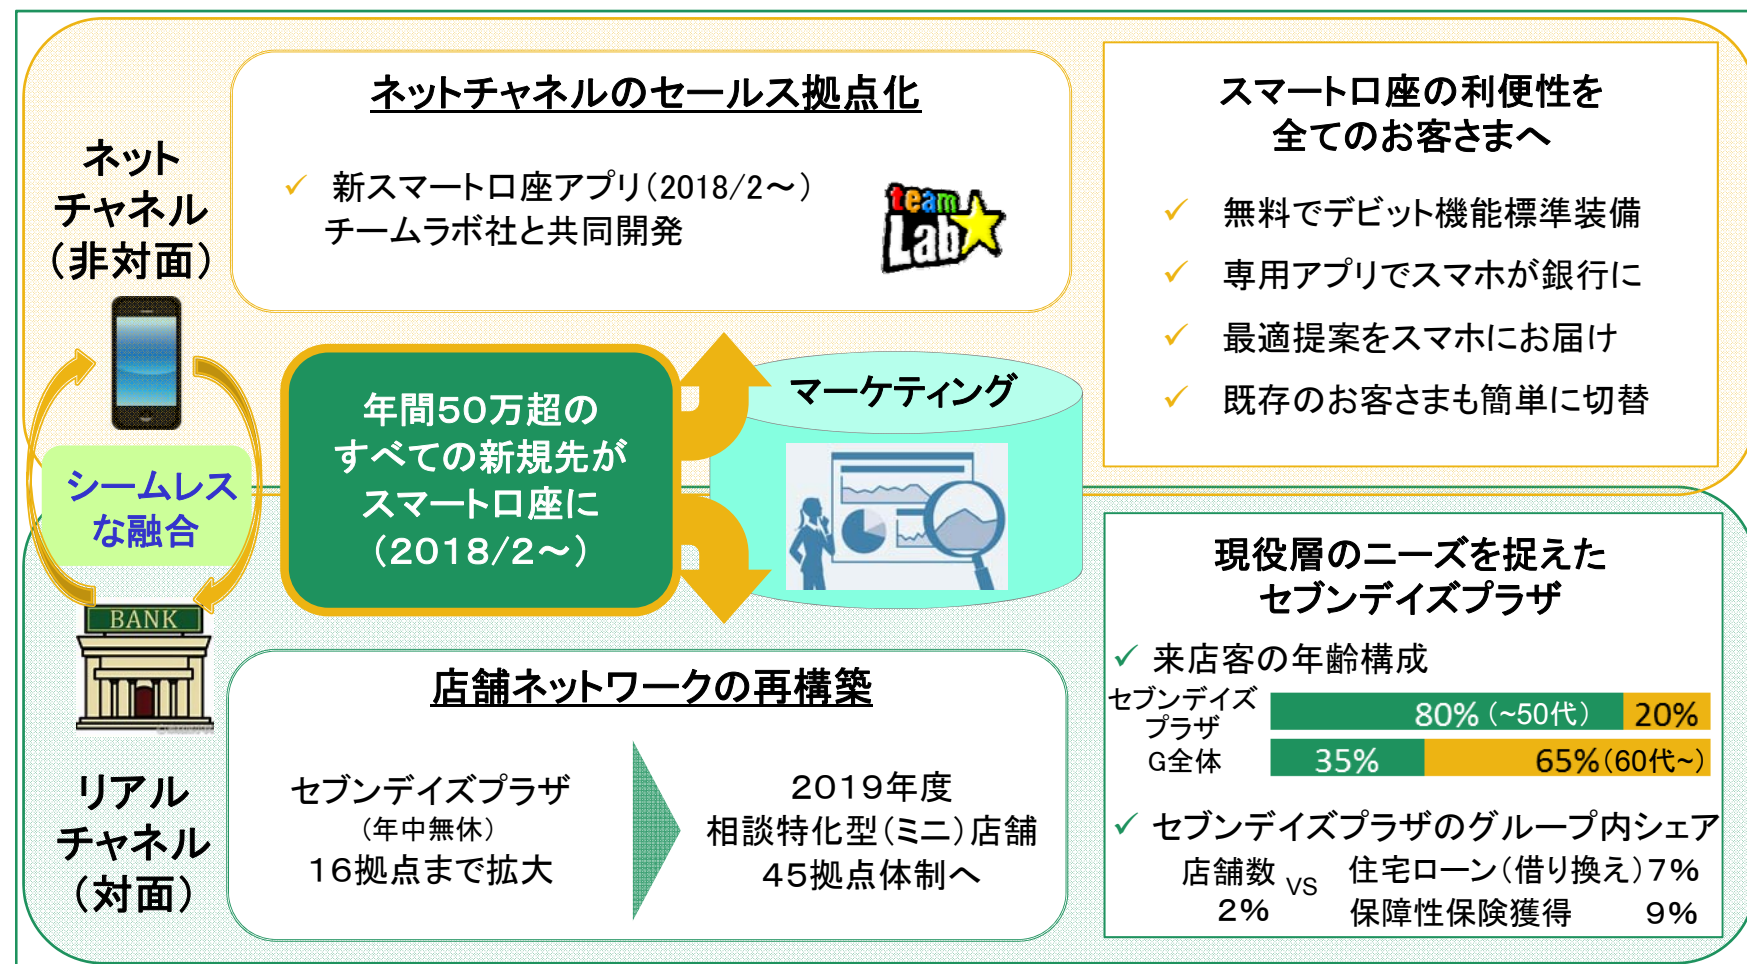 ネットチャネルのセールス拠点化
✓ 新スマート口座アプリ（2018/2～）
チームラボ社と共同開発
team
Lab
スマート口座の利便性を
全てのお客さまへ
✓ 無料でデビット機能標準装備
✓ 専用アプリでスマホが銀行に
✓ 最適提案をスマホにお届け
✓ 既存のお客さまも簡単に切替
ネット
チャネル
（非対面）
シームレス
な融合
BANK
リアル
チャネル
（対面）
年間５０万超の
すべての新規先が
スマート口座に
（２０１８/２～）
マーケティング
店舗ネットワークの再構築
セブンデイズプラザ
（年中無休）
１６拠点まで拡大
２０１９年度
相談特化型（ミニ）店舗
４５拠点体制へ
現役層のニーズを捉えた
セブンデイズプラザ
✓ 来店客の年齢構成
セブンデイズ
プラザ
80%（~50代） 20%
G全体 35% 65%（60代~）
✓ セブンデイズプラザのグループ内シェア
店舗数
２％
VS
住宅ローン（借り換え）７％
保障性保険獲得 ９％